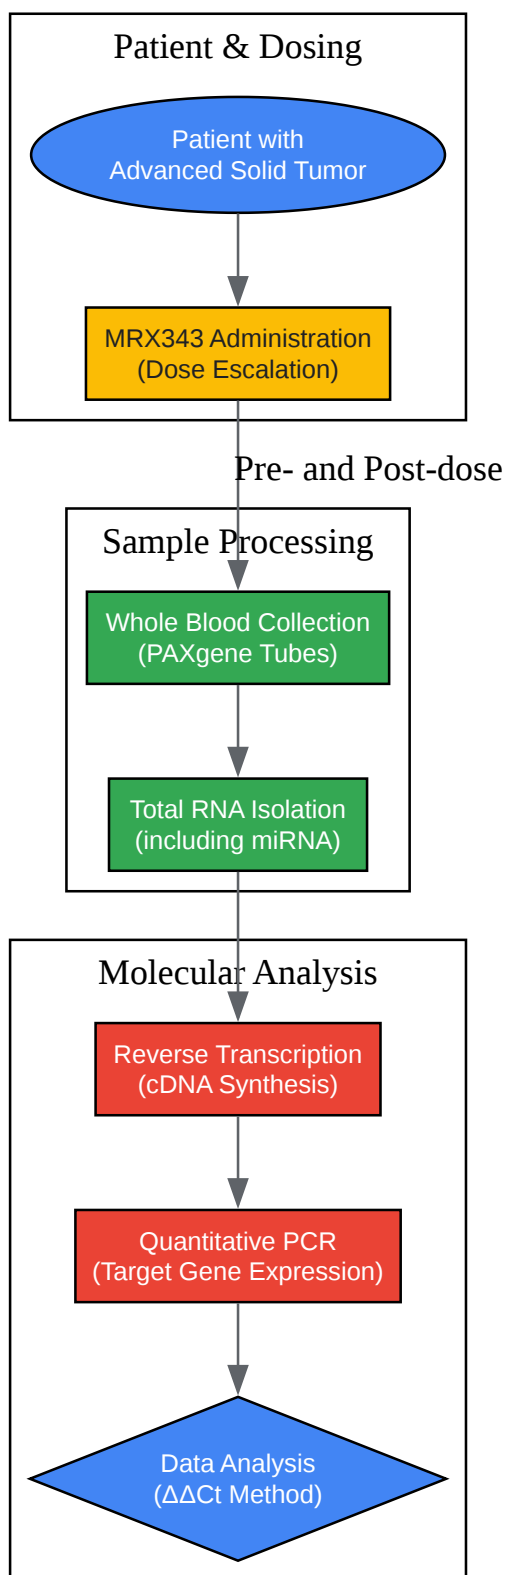 Patient & Dosing
Patient with
Advanced Solid Tumor
MRX343 Administration
(Dose Escalation)
Pre- and Post-dose
Sample Processing
Whole Blood Collection
(PAXgene Tubes)
Total RNA Isolation
(including miRNA)
Molecular Analysis
Reverse Transcription
(cDNA Synthesis)
Quantitative PCR
(Target Gene Expression)
Data Analysis
(ΔΔCt Method)